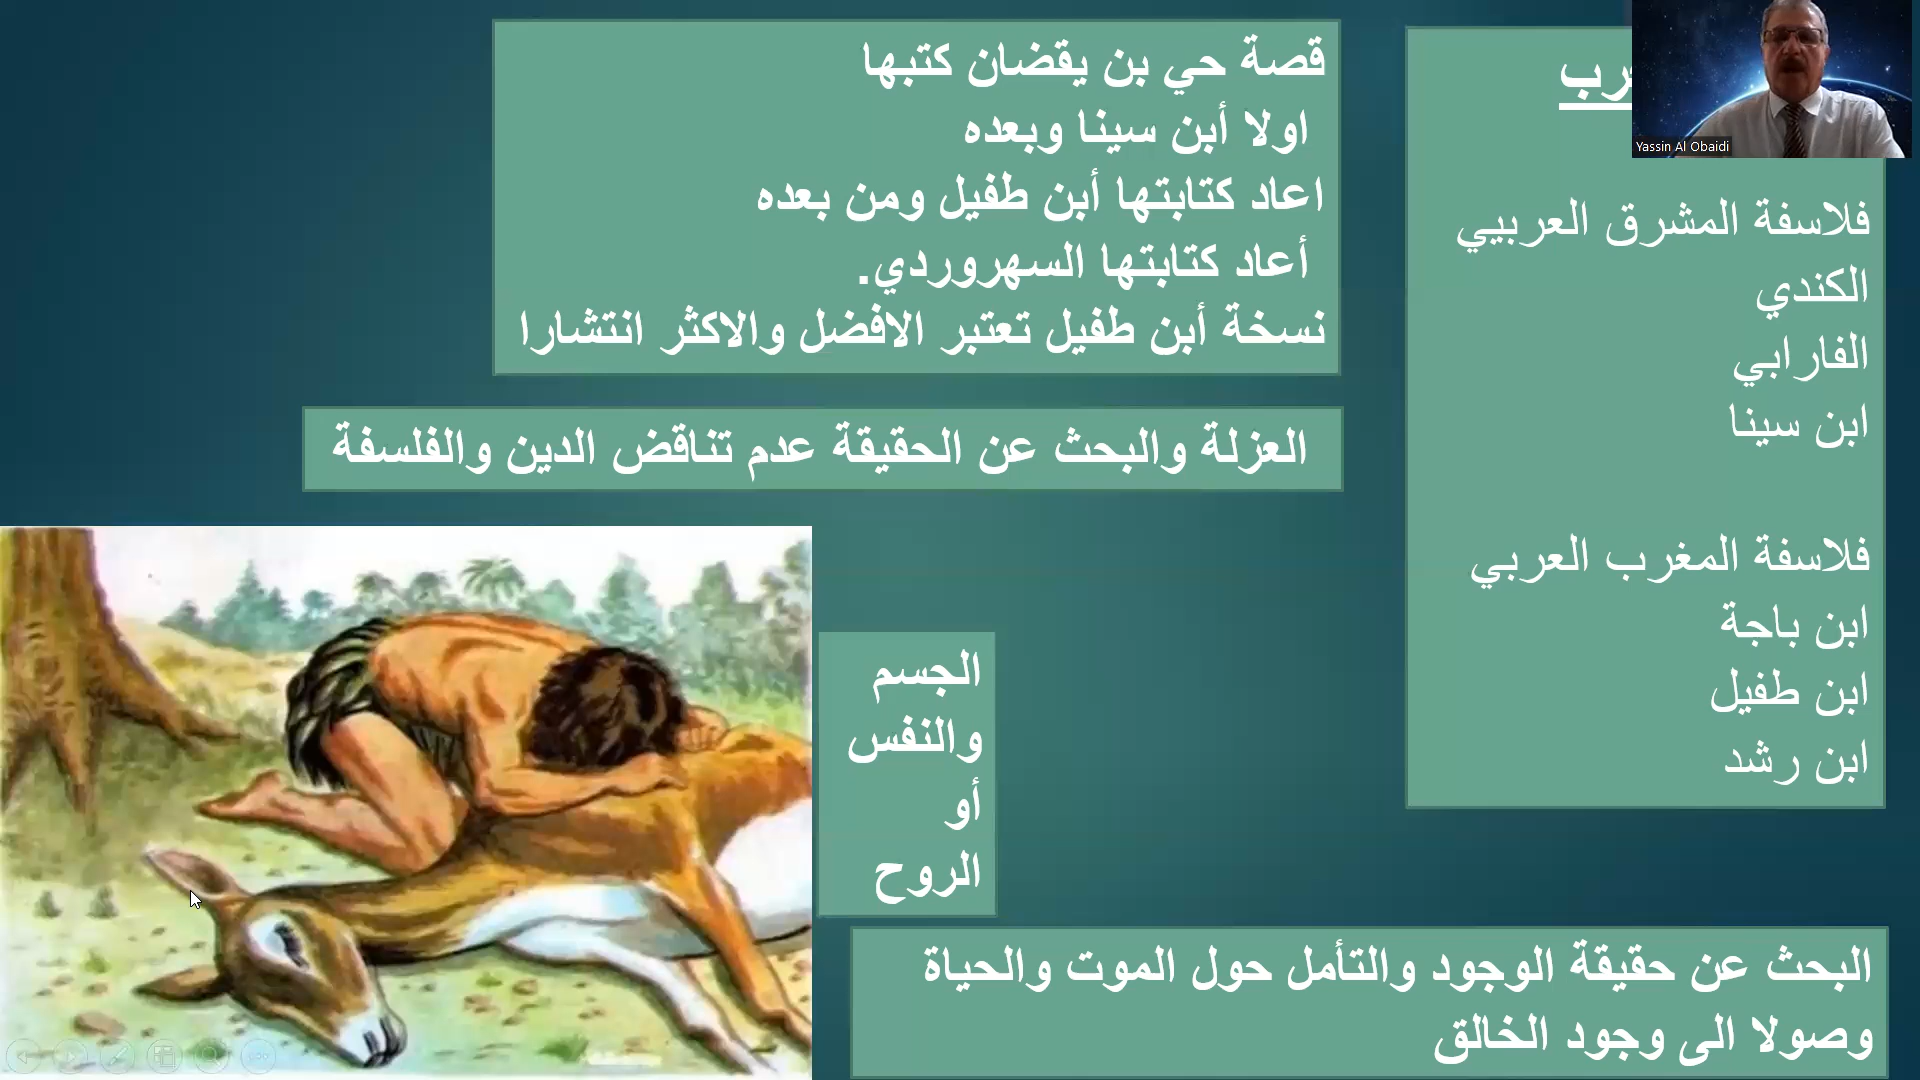 قصة حي بن يقضان كتبها
اولا أبن سينا وبعده
اعاد كتابتها أبن طفيل ومن بعده
أعاد كتابتها السهروردي.
نسخة أبن طفيل تعتبر الافضل والاكثر انتشارا
العزلة والبحث عن الحقيقة عدم تناقض الدين والفلسفة
Yassin Al Obaidi
فلاسفة المشرق العربيي
الكندي
الفارابي
ابن سينا
فلاسفة المغرب العربي
ابن باجة
ابن طفيل
ابن رشد
الجسم
والنفس
أو
الروح
البحث عن حقيقة الوجود والتأمل حول الموت والحياة
وصولا الى وجود الخالق